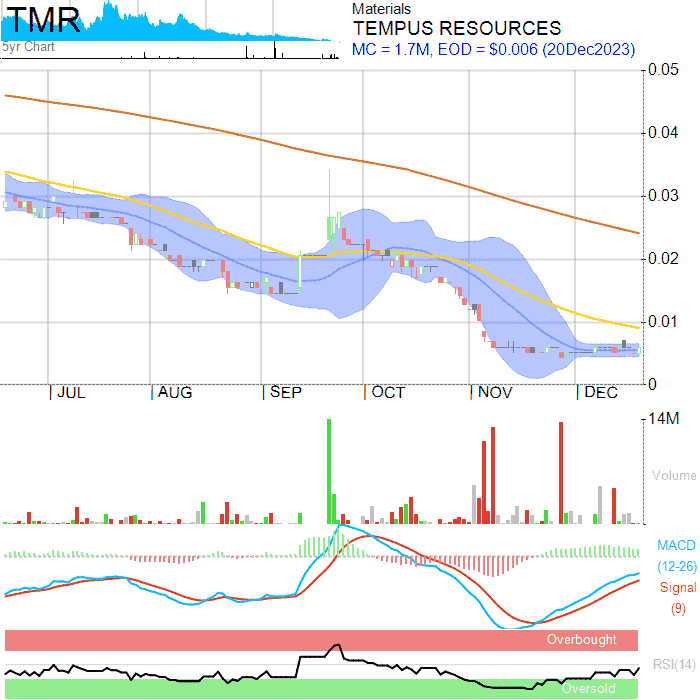 TMR
5yr Chart
Materials
TEMPUS RESOURCES
MC = 1.7M, EOD = $0.006 (20Dec2023)
0.05
0.04
0.03
0.02
0.01
0
JUL AUG SEP OCT NOV DEC
14M
Volume
MACD
(12-26)
Signal
(9)
Overbought
RSI(14)
Oversold